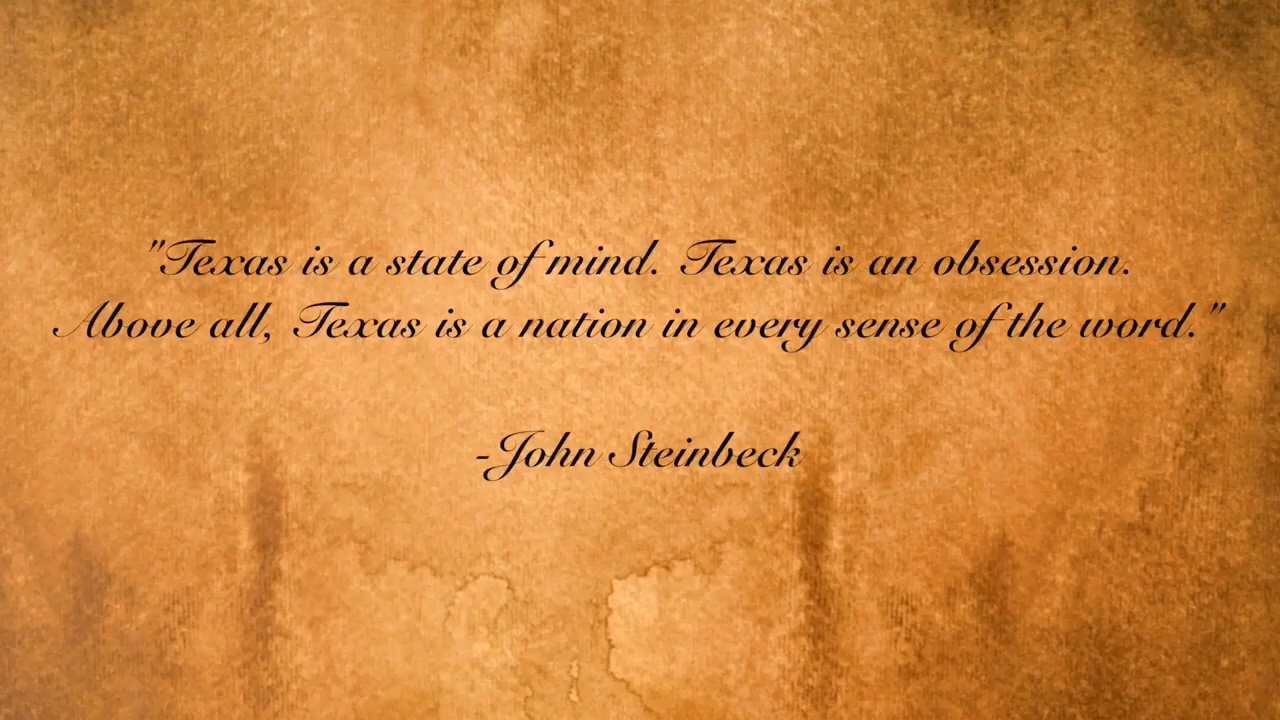 "Texas is a state of mind. Texas is an obsession.
Above all, Texas is a nation in every sense of the word."
-John Steinbeck